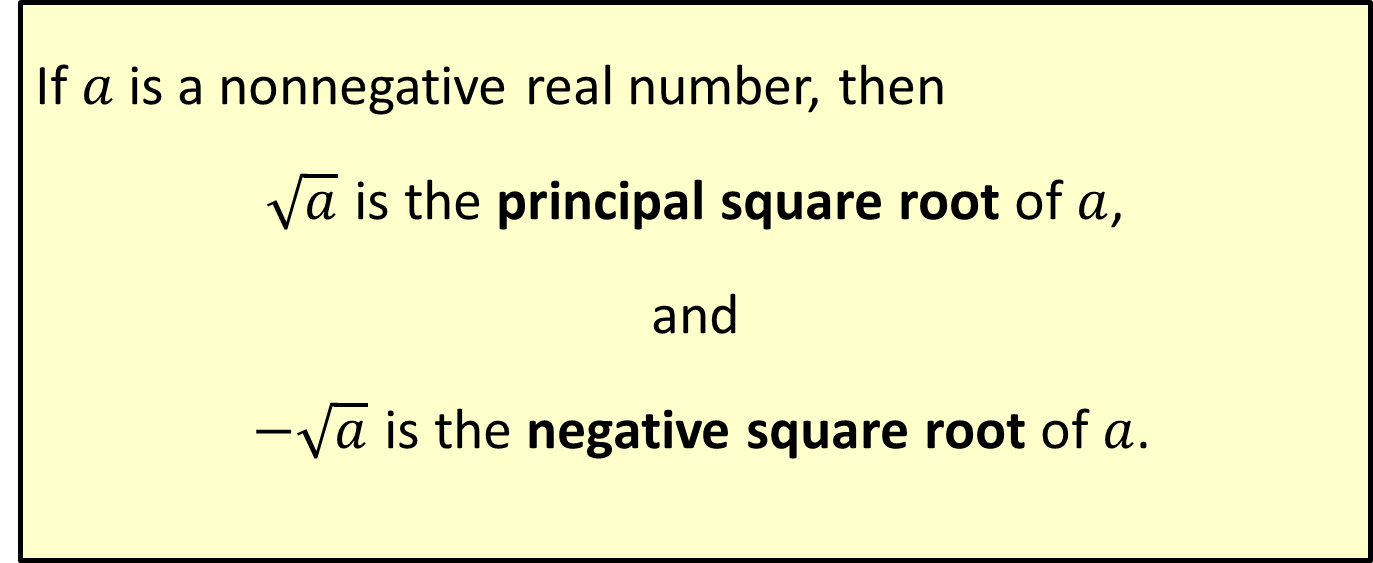 If a is a nonnegative real number, then
√a is the principal square root of a,
and
−√a is the negative square root of a.